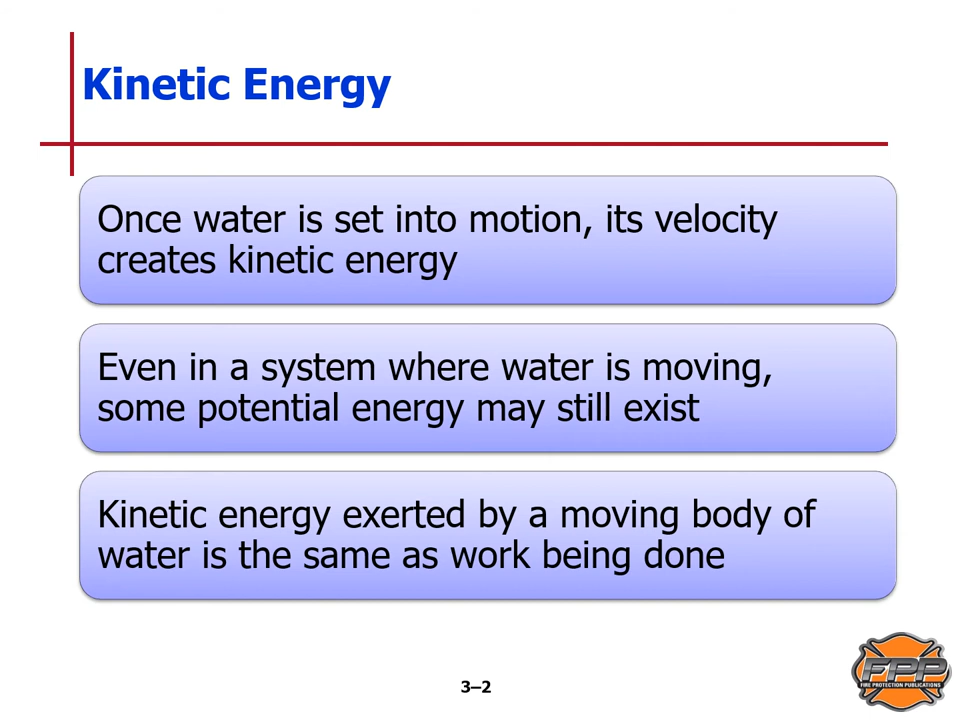 Kinetic Energy
Once water is set into motion, its velocity
creates kinetic energy
Even in a system where water is moving,
some potential energy may still exist
Kinetic energy exerted by a moving body of
water is the same as work being done
3–2
FPP
FIRE PROTECTION PUBLICATIONS